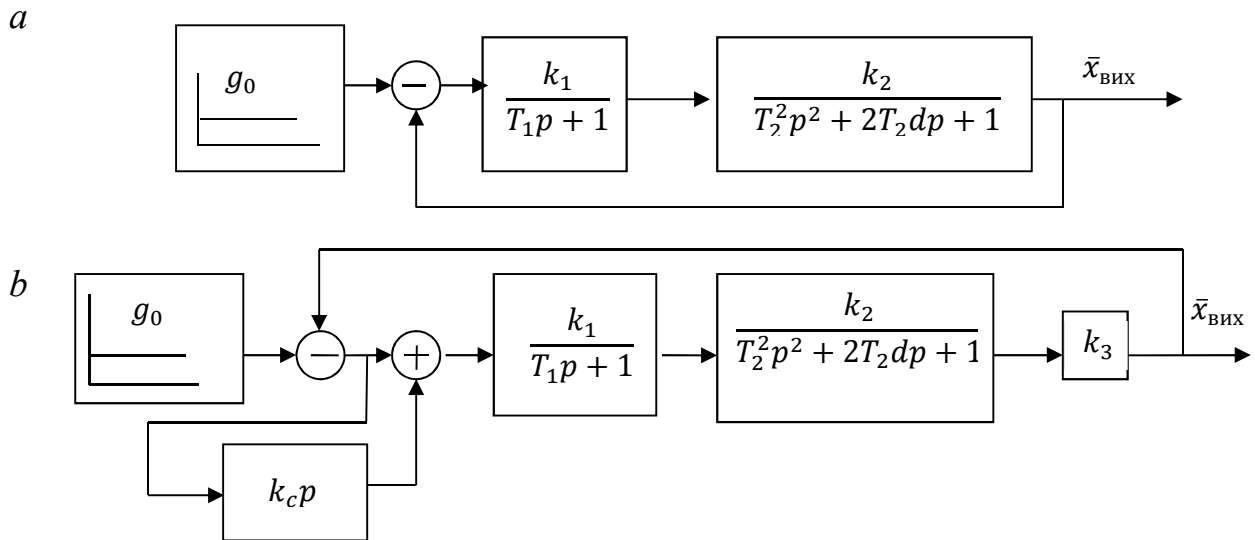 a
g₀
−
k₁
T₁p + 1
k₂
T₂²p² + 2T₂dp + 1
x̄вих
b
g₀
−
+
k₁
T₁p + 1
k₂
T₂²p² + 2T₂dp + 1
k₃
x̄вих
k_c p